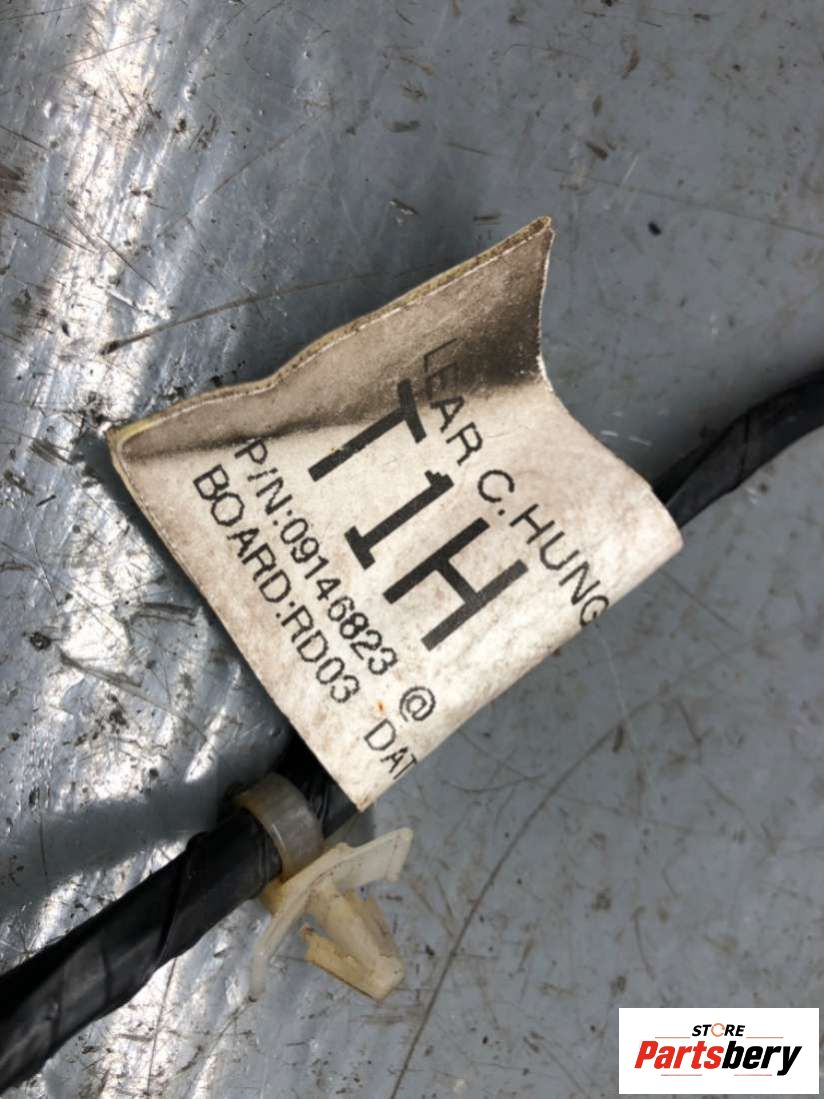 LEAR C. HUNG
T1H
P/N:09146823 @
BOARD:RD03 DAT
STORE
Partsbery